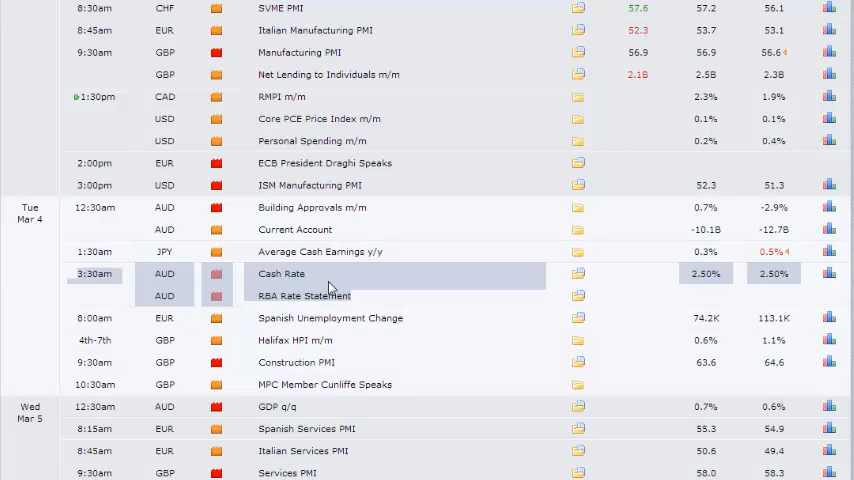 8:30am CHF SVME PMI 57.6 57.2 56.1
8:45am EUR Italian Manufacturing PMI 52.3 53.7 53.1
9:30am GBP Manufacturing PMI 56.9 56.9 56.6
GBP Net Lending to Individuals m/m 2.1B 2.5B 2.3B
1:30pm CAD RMPI m/m 2.3% 1.9%
USD Core PCE Price Index m/m 0.1% 0.1%
USD Personal Spending m/m 0.2% 0.4%
2:00pm EUR ECB President Draghi Speaks
3:00pm USD ISM Manufacturing PMI 52.3 51.3
Tue Mar 4 12:30am AUD Building Approvals m/m 0.7% -2.9%
AUD Current Account -10.1B -12.7B
1:30am JPY Average Cash Earnings y/y 0.3% 0.5%
3:30am AUD Cash Rate 2.50% 2.50%
AUD RBA Rate Statement
8:00am EUR Spanish Unemployment Change 74.2K 113.1K
4th-7th GBP Halifax HPI m/m 0.6% 1.1%
9:30am GBP Construction PMI 63.6 64.6
10:30am GBP MPC Member Cunliffe Speaks
Wed Mar 5 12:30am AUD GDP q/q 0.7% 0.6%
8:15am EUR Spanish Services PMI 55.3 54.9
8:45am EUR Italian Services PMI 50.6 49.4
9:30am GBP Services PMI 58.0 58.3